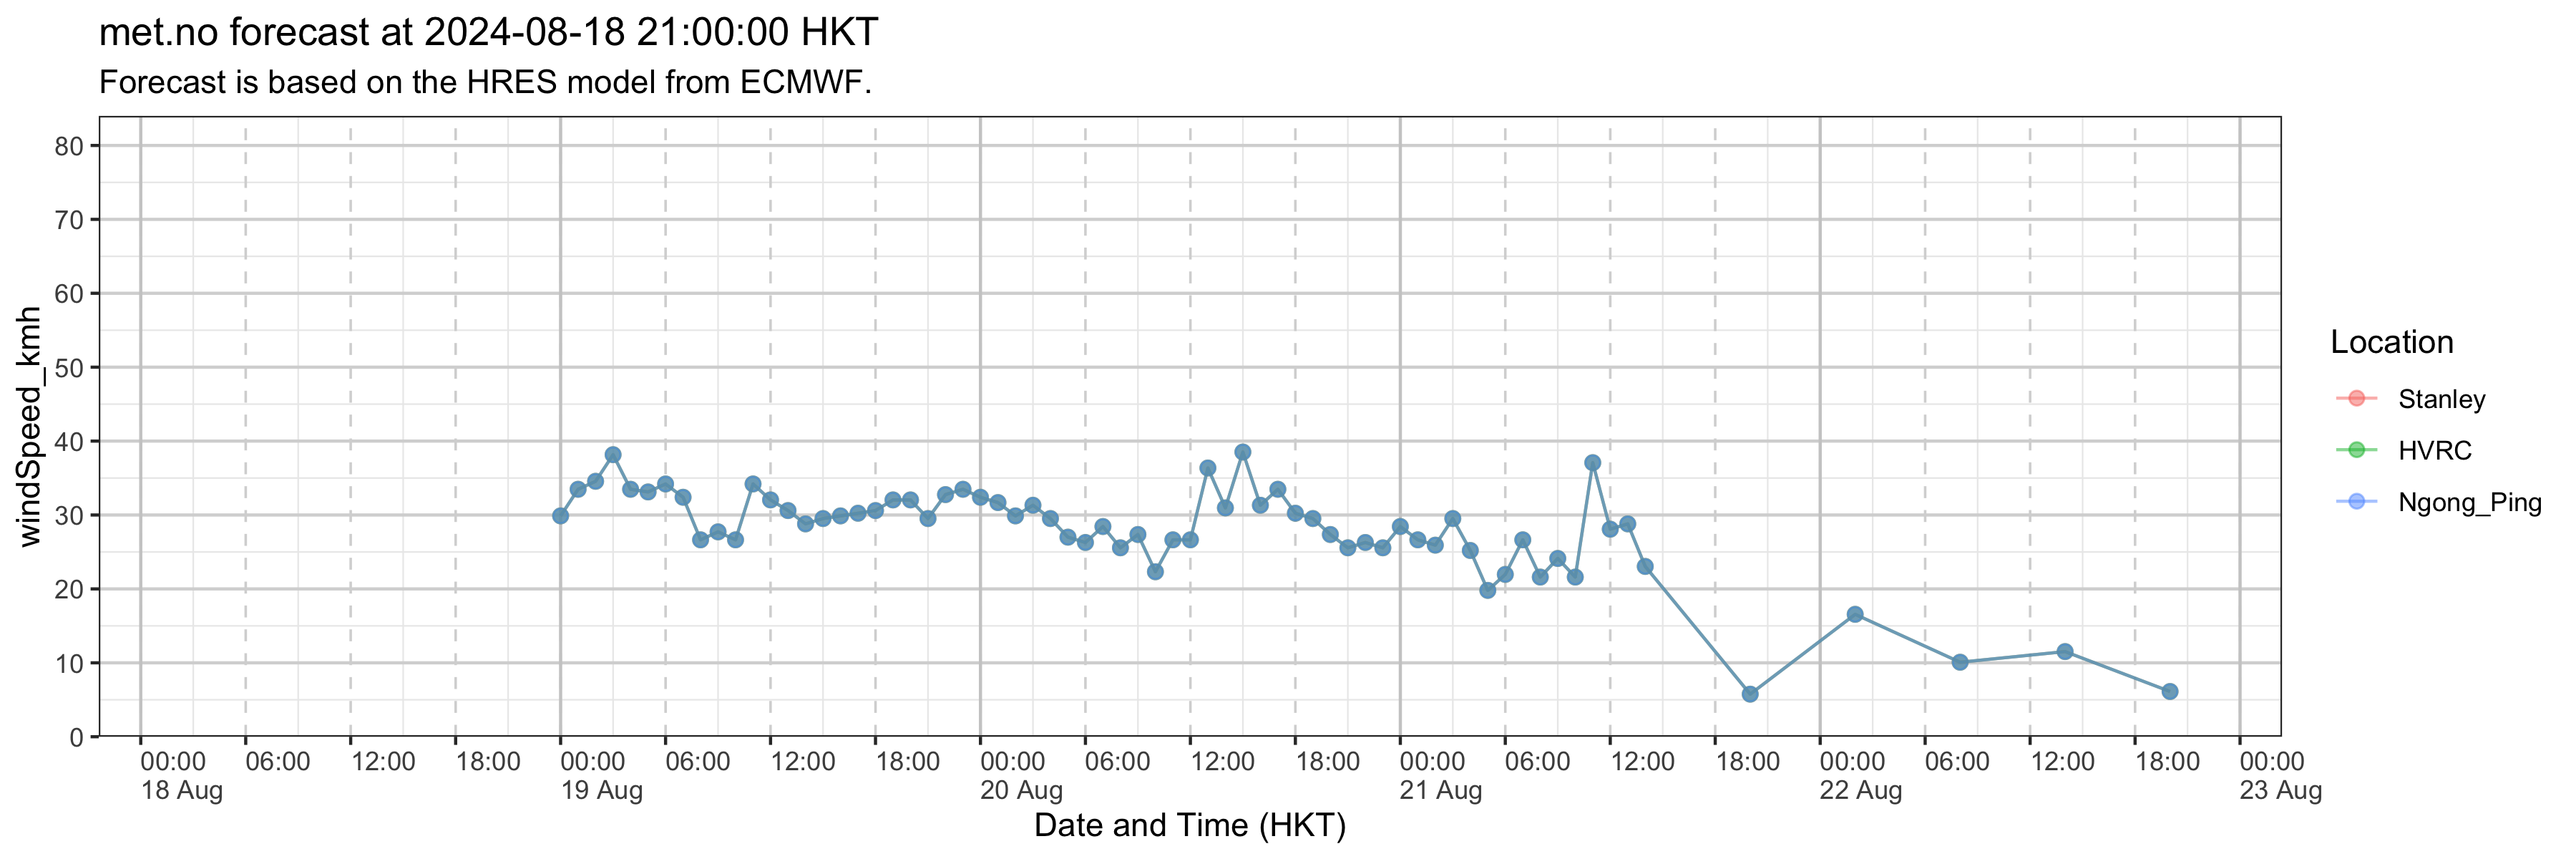 met.no forecast at 2024-08-18 21:00:00 HKT
Forecast is based on the HRES model from ECMWF.
windSpeed_kmh
80
70
60
50
40
30
20
10
0
00:00 06:00 12:00 18:00 00:00 06:00 12:00 18:00 00:00 06:00 12:00 18:00 00:00 06:00 12:00 18:00 00:00 06:00 12:00 18:00 00:00
18 Aug 19 Aug 20 Aug 21 Aug 22 Aug 23 Aug
Date and Time (HKT)
Location
Stanley
HVRC
Ngong_Ping